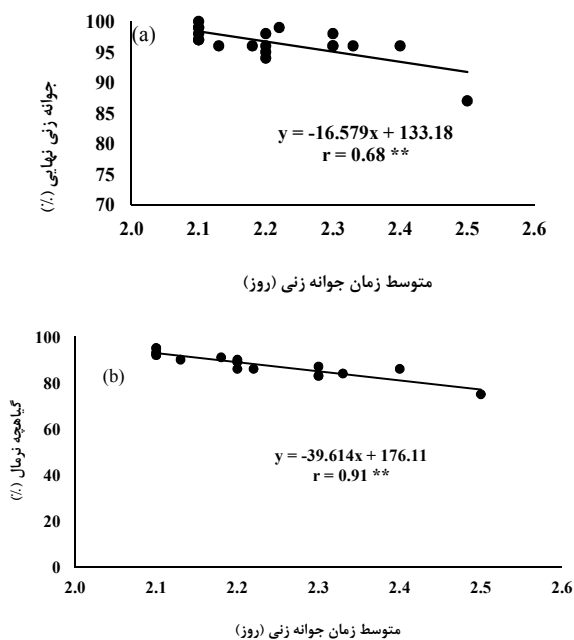 (a)
100
95
90
85
80
75
70
جوانه زنی نهایی (٪)
y = -16.579x + 133.18
r = 0.68 **
2.0 2.1 2.2 2.3 2.4 2.5 2.6
متوسط زمان جوانه زنی (روز)
100
80
60
40
20
0
(b)
گیاهچه نرمال (٪)
y = -39.614x + 176.11
r = 0.91 **
2.0 2.1 2.2 2.3 2.4 2.5 2.6
متوسط زمان جوانه زنی (روز)